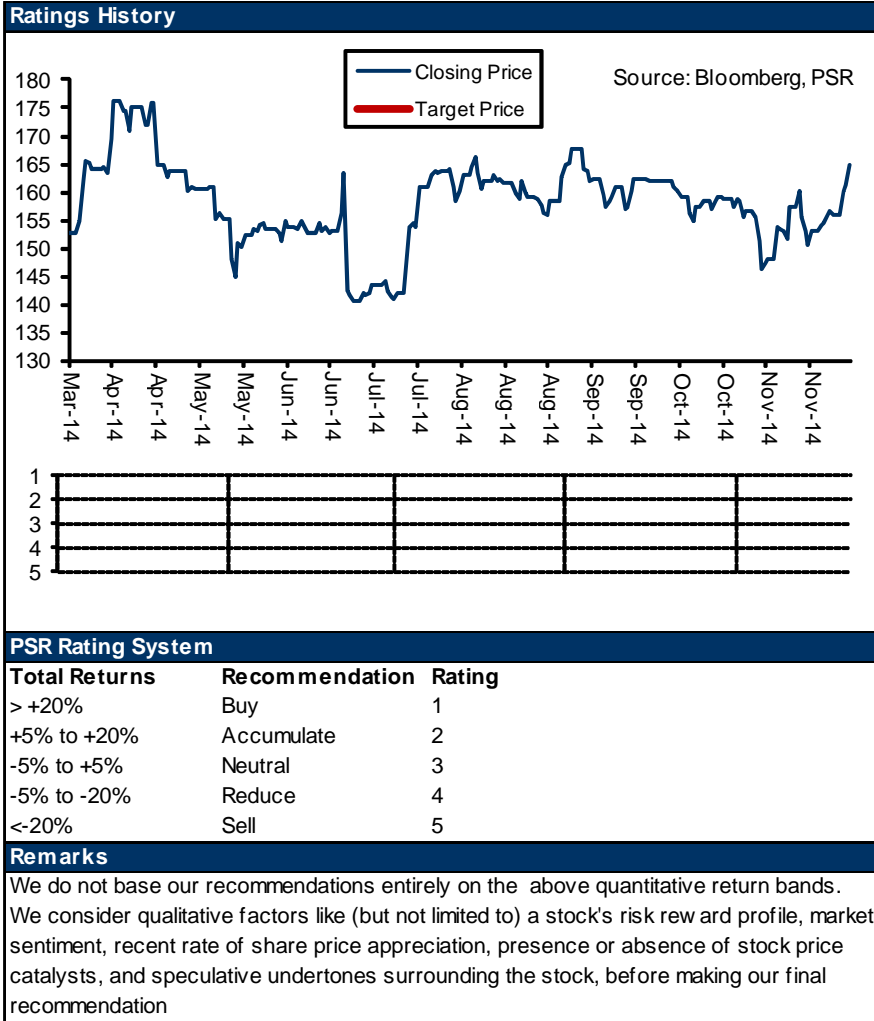 Ratings History
Closing Price
Target Price
Source: Bloomberg, PSR
180
175
170
165
160
155
150
145
140
135
130
Mar-14
Apr-14
Apr-14
May-14
May-14
Jun-14
Jun-14
Jul-14
Jul-14
Aug-14
Aug-14
Aug-14
Sep-14
Sep-14
Oct-14
Oct-14
Nov-14
Nov-14
1
2
3
4
5
PSR Rating System
Total Returns Recommendation Rating
> +20% Buy 1
+5% to +20% Accumulate 2
-5% to +5% Neutral 3
-5% to -20% Reduce 4
<-20% Sell 5
Remarks
We do not base our recommendations entirely on the above quantitative return bands.
We consider qualitative factors like (but not limited to) a stock's risk reward profile, market
sentiment, recent rate of share price appreciation, presence or absence of stock price
catalysts, and speculative undertones surrounding the stock, before making our final
recommendation